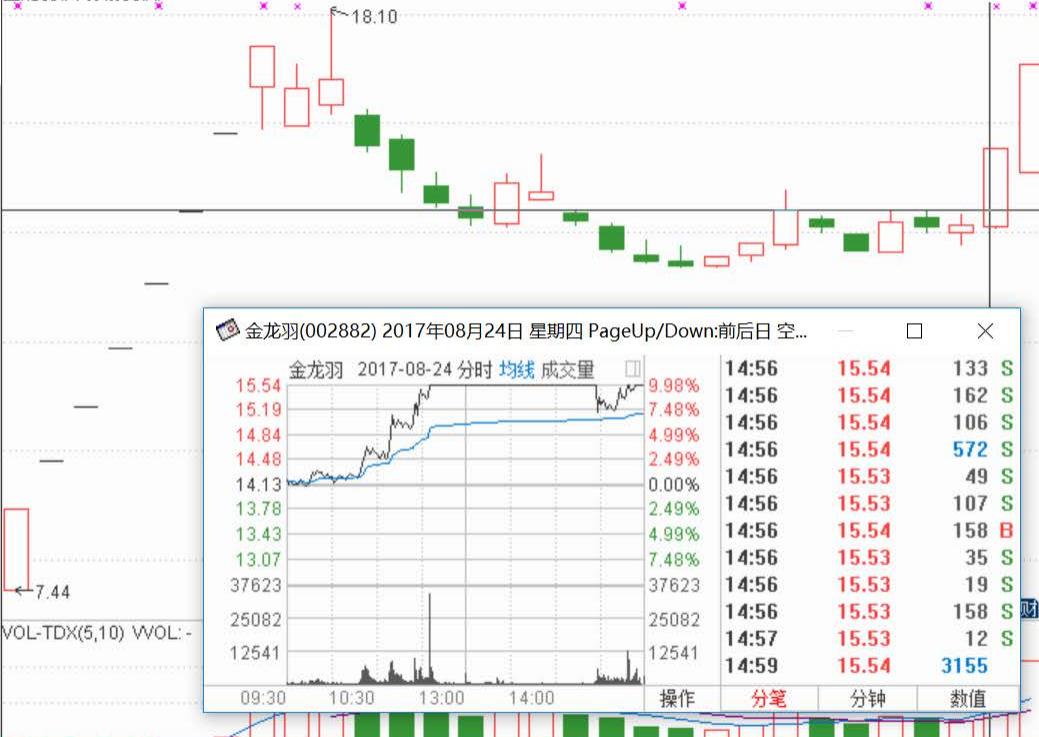 18.10
金龙羽(002882) 2017年08月24日 星期四 PageUp/Down:前后日 空...
金龙羽 2017-08-24 分时 均线 成交量
15.54 9.98%
15.19 7.48%
14.84 4.99%
14.48 2.49%
14.13 0.00%
13.78 2.49%
13.43 4.99%
13.07 7.48%
37623 37623
25082 25082
12541 12541
09:30 10:30 13:00 14:00 操作
14:56 15.54 133 S
14:56 15.54 162 S
14:56 15.54 106 S
14:56 15.54 572 S
14:56 15.53 49 S
14:56 15.53 107 S
14:56 15.54 158 B
14:56 15.53 35 S
14:56 15.53 19 S
14:56 15.53 158 S
14:57 15.53 12 S
14:59 15.54 3155
分笔 分钟 数值
7.44
财
VOL-TDX(5,10) VVOL: -